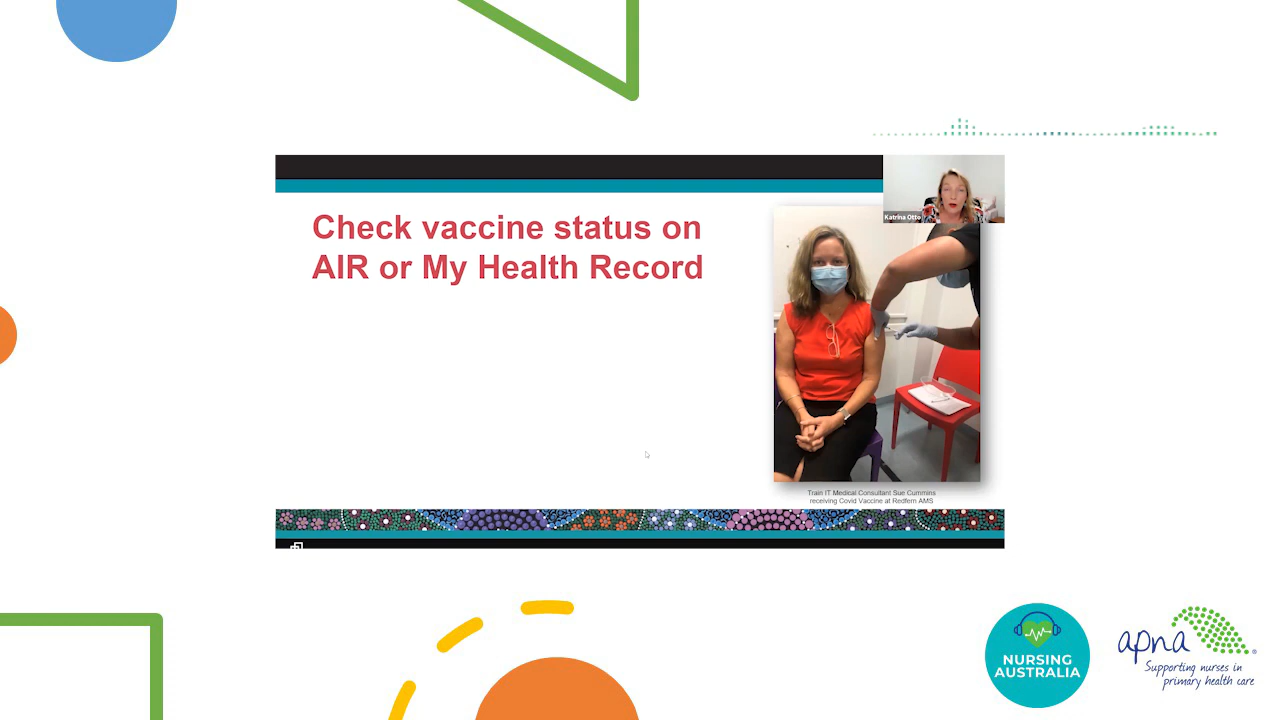 Check vaccine status on
AIR or My Health Record
Katrina Otto
Train IT Medical Consultant Sue Cummins
receiving Covid Vaccine at Redfern AMS
NURSING
AUSTRALIA
apna
Supporting nurses in
primary health care